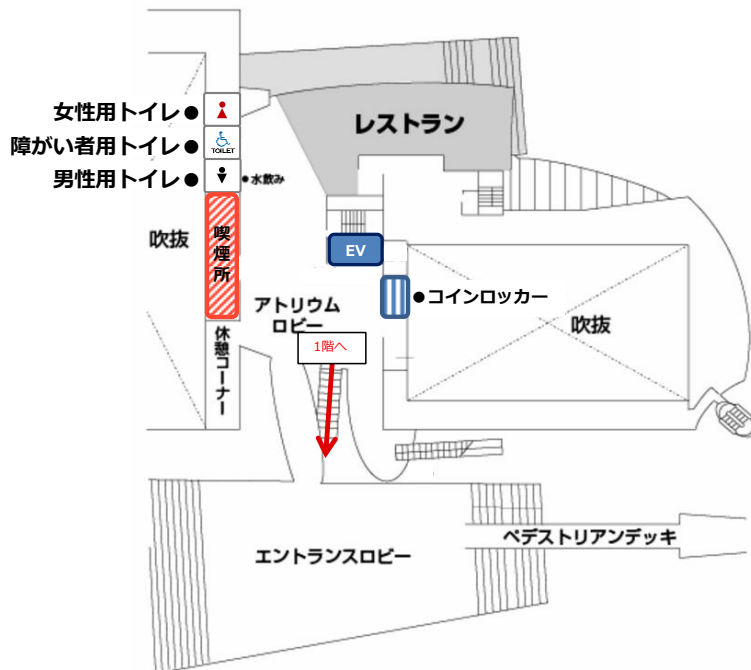 レストラン
女性用トイレ●
障がい者用トイレ●
TOILET
男性用トイレ●
●水飲み
吹抜
喫煙所
EV
●コインロッカー
アトリウム
ロビー
吹抜
1階へ
休憩コーナー
ペデストリアンデッキ
エントランスロビー